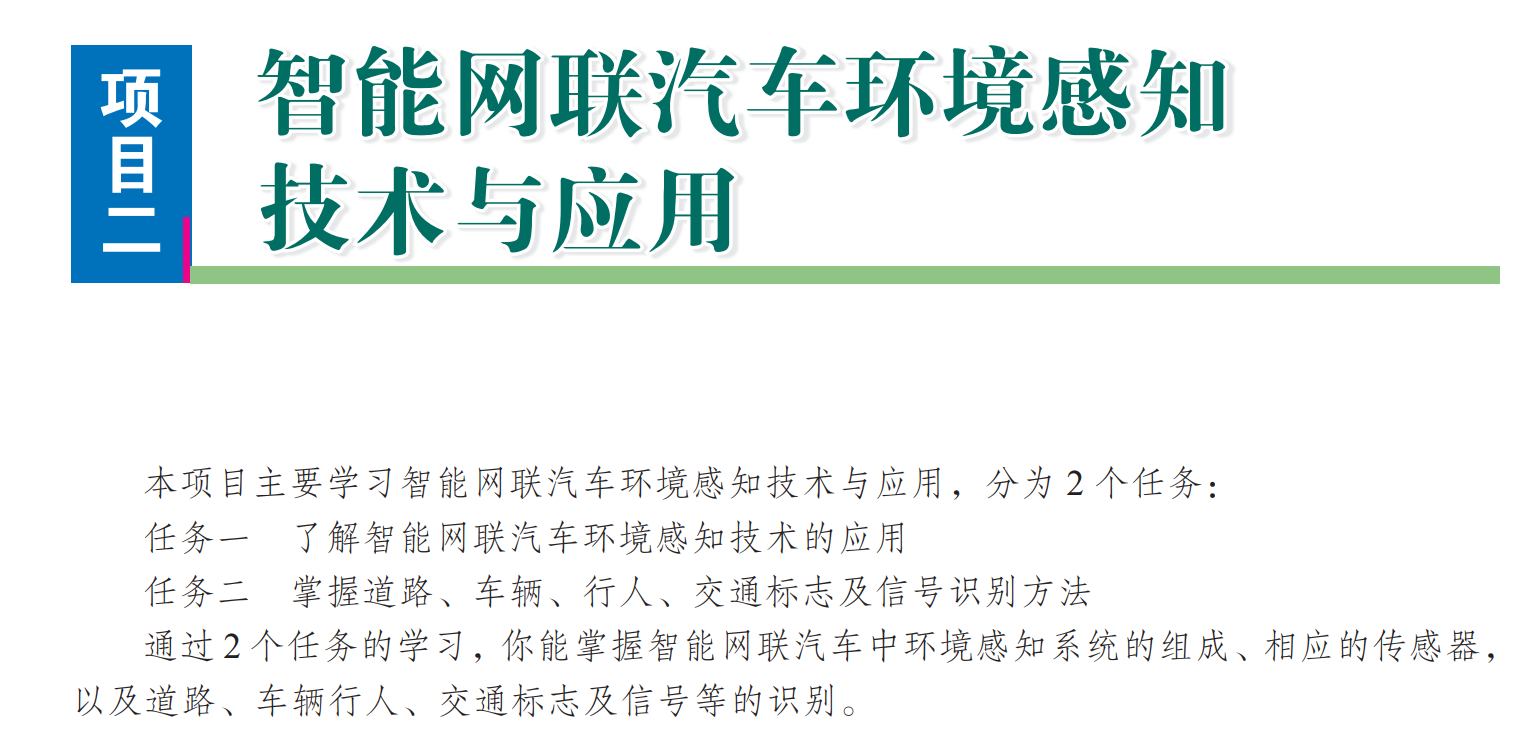 项目二
智能网联汽车环境感知
技术与应用
本项目主要学习智能网联汽车环境感知技术与应用，分为 2 个任务：
任务一　了解智能网联汽车环境感知技术的应用
任务二　掌握道路、车辆、行人、交通标志及信号识别方法
通过 2 个任务的学习，你能掌握智能网联汽车中环境感知系统的组成、相应的传感器，
以及道路、车辆行人、交通标志及信号等的识别。